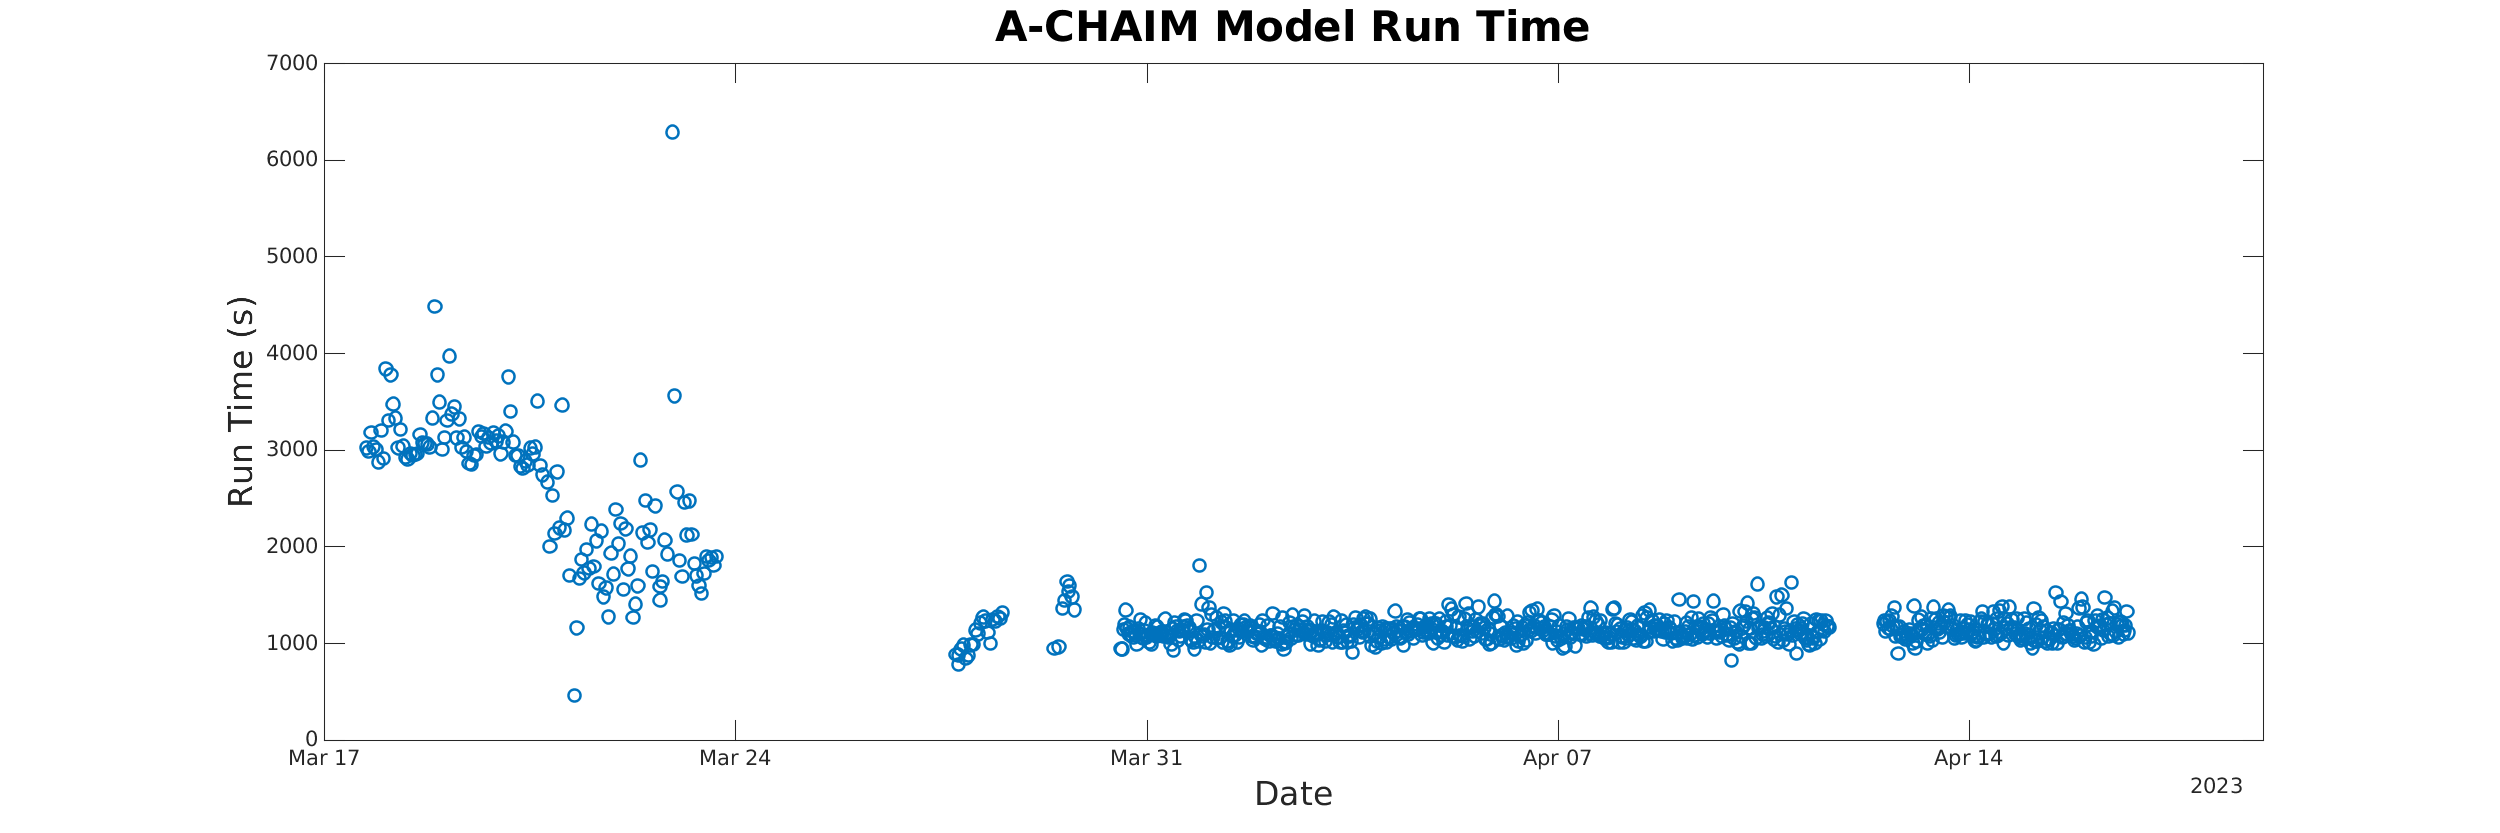 A-CHAIM Model Run Time
7000
6000
5000
4000
3000
2000
1000
0
Run Time (s)
Mar 17
Mar 24
Mar 31
Apr 07
Apr 14
2023
Date